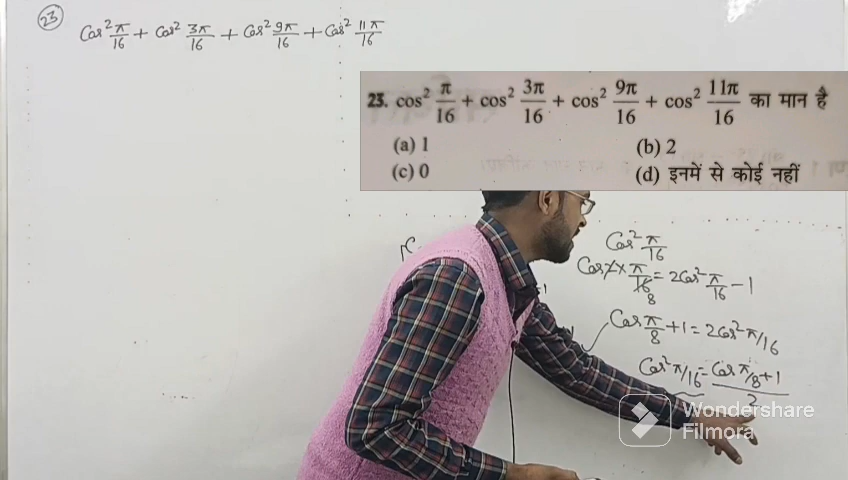 23
Cos² π/16 + Cos² 3π/16 + Cos² 9π/16 + Cos² 11π/16
23. cos² π/16 + cos² 3π/16 + cos² 9π/16 + cos² 11π/16 का मान है
(a) 1 (b) 2
(c) 0 (d) इनमें से कोई नहीं
Cos² π/16
Cos 2 × π/16 8 = 2Cos² π/16 − 1
Cos π/8 + 1 = 2Cos² π/16
Cos² π/16 = Cos π/8 + 1 / 2
Wondershare
Filmora